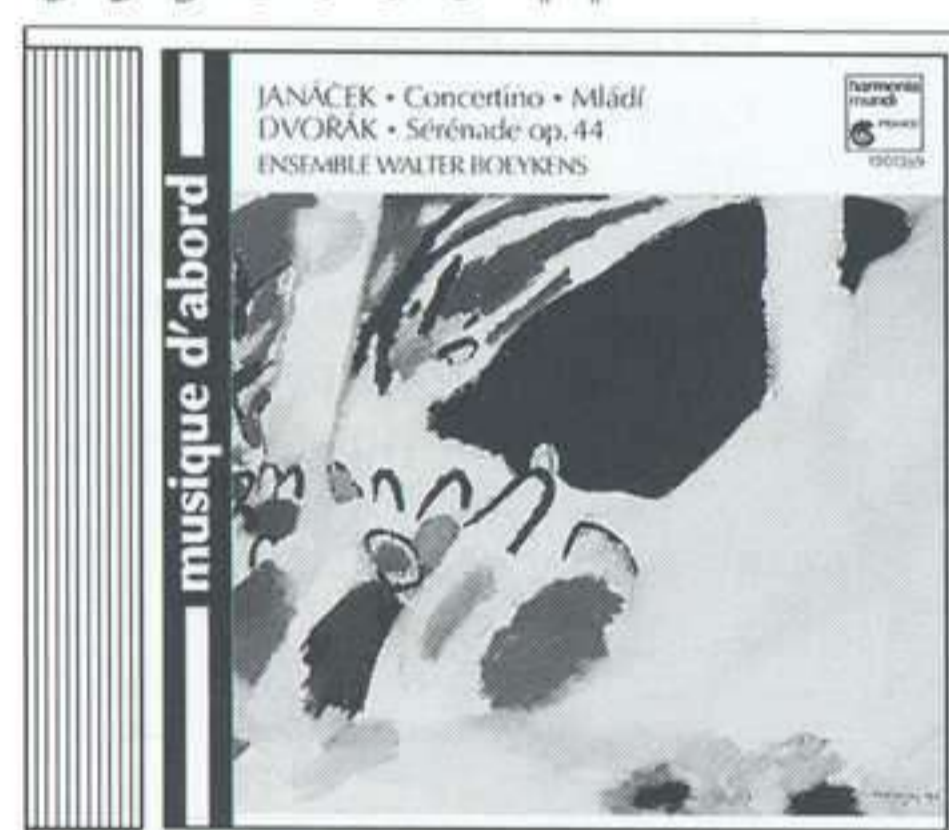 JANÁČEK • Concertino • Mládí
DVOŘÁK • Sérénade op. 44
ENSEMBLE WALTER BOEYKENS
harmonia
mundi
FRANCE
musique d'abord